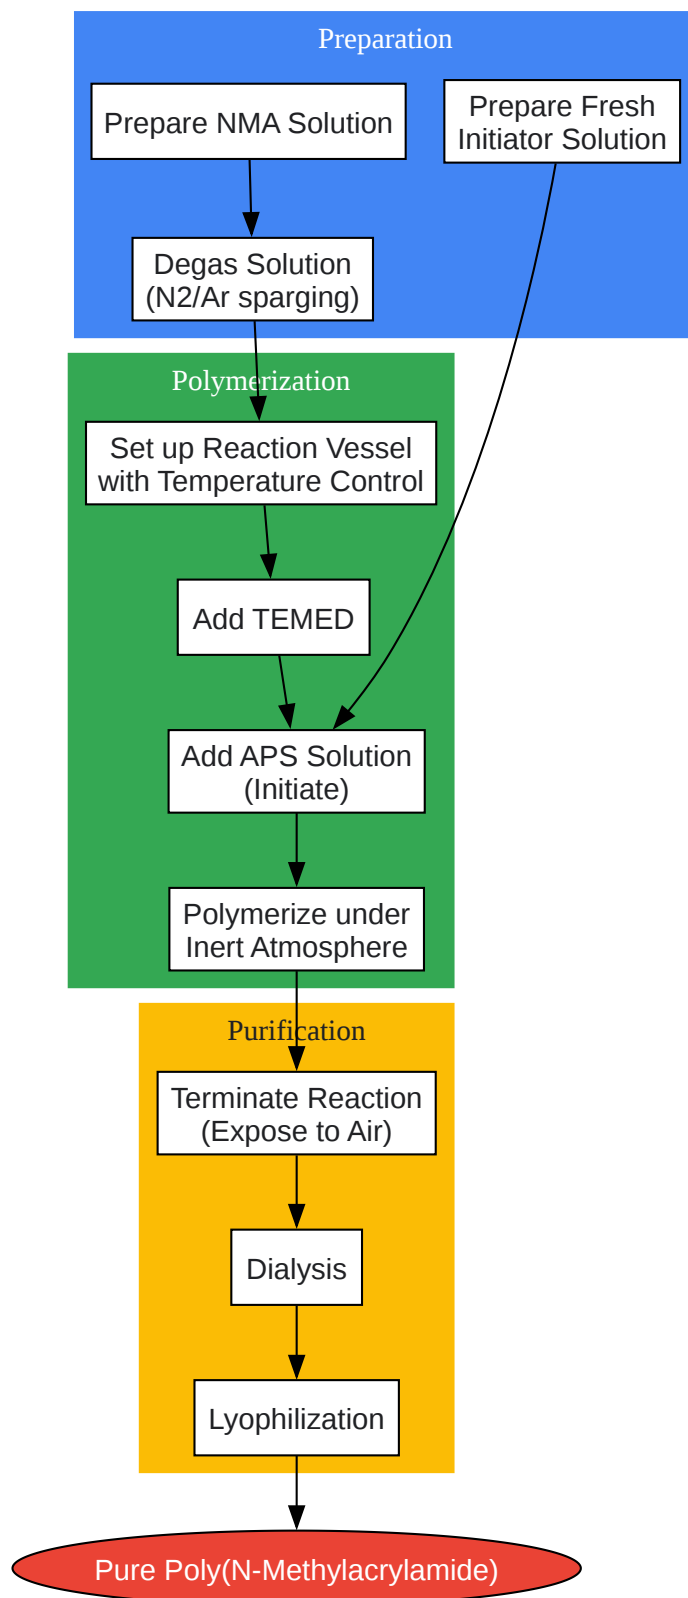 Preparation
Prepare NMA Solution
Prepare Fresh
Initiator Solution
Degas Solution
(N2/Ar sparging)
Polymerization
Set up Reaction Vessel
with Temperature Control
Add TEMED
Add APS Solution
(Initiate)
Polymerize under
Inert Atmosphere
Purification
Terminate Reaction
(Expose to Air)
Dialysis
Lyophilization
Pure Poly(N-Methylacrylamide)